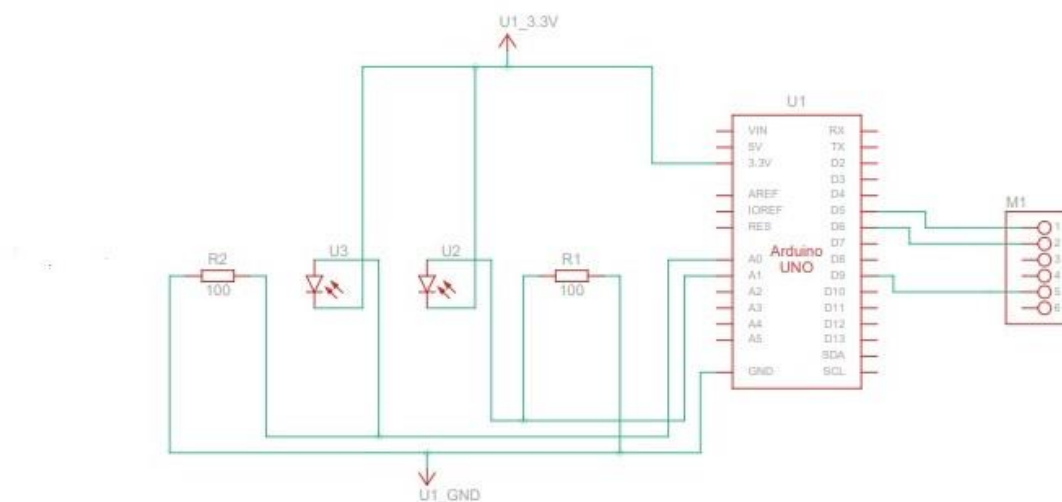 U1_3.3V
U1
VIN RX
5V TX
3.3V D2
D3
AREF D4
IOREF D5
RES D6
D7
Arduino
UNO
A0 D8
A1 D9
A2 D10
A3 D11
A4 D12
A5 D13
SDA
GND SCL
M1
1
2
3
4
5
6
R2
100
U3
U2
R1
100
U1_GND